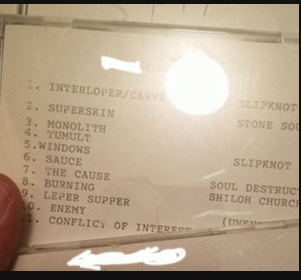 1. INTERLOPER/CARVE SLIPKNOT
2. SUPERSKIN STONE SOU
3. MONOLITH
4. TUMULT
5.WINDOWS
6. SAUCE SLIPKNOT
7. THE CAUSE
8. BURNING SOUL DESTRUCT
9. LEPER SUPPER SHILOH CHURCH
0. ENEMY
1. CONFLICT OF INTERES (UNK